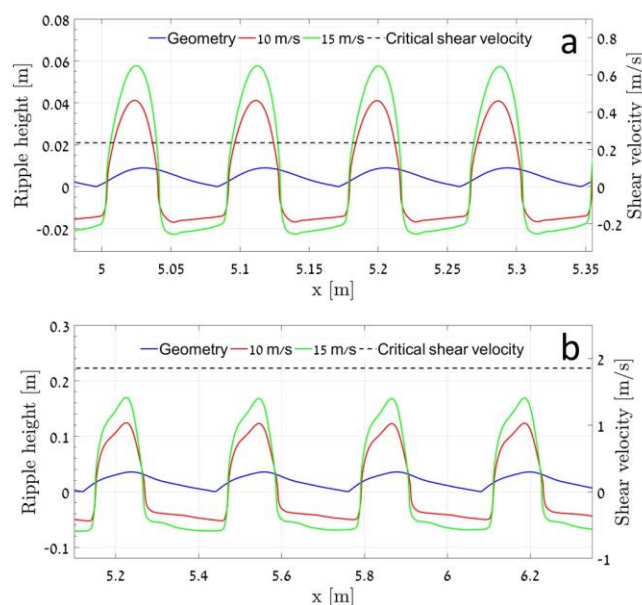 Geometry 10 m/s 15 m/s Critical shear velocity a
0.08
0.06
0.04
0.02
0
-0.02
Ripple height [m]
0.8
0.6
0.4
0.2
0
-0.2
Shear velocity [m/s]
5 5.05 5.1 5.15 5.2 5.25 5.3 5.35
x [m]
Geometry 10 m/s 15 m/s Critical shear velocity b
0.3
0.2
0.1
0
-0.1
Ripple height [m]
2
1
0
-1
Shear velocity [m/s]
5.2 5.4 5.6 5.8 6 6.2
x [m]